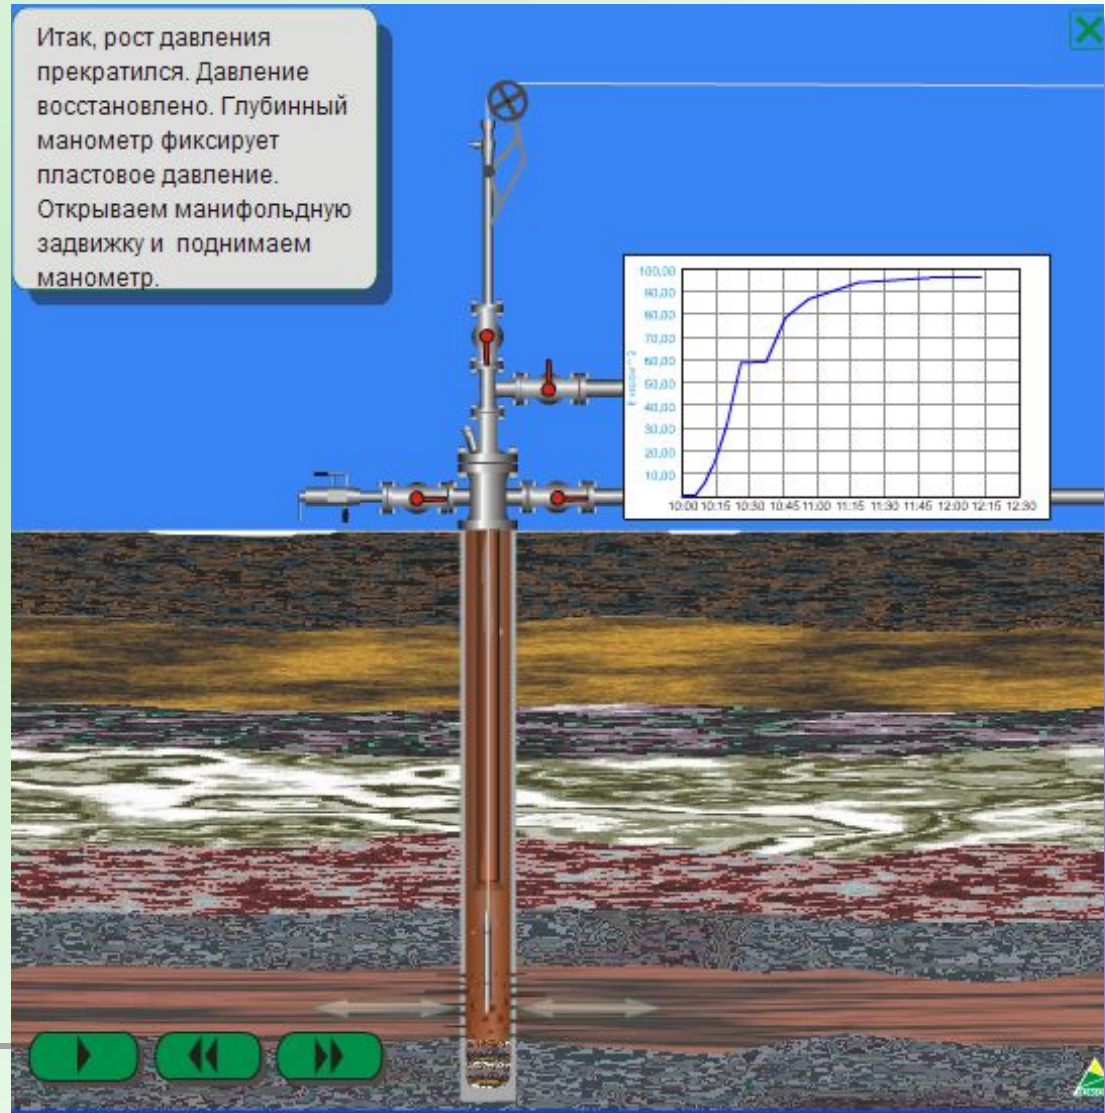 Итак, рост давления
прекратился. Давление
восстановлено. Глубинный
манометр фиксирует
пластовое давление.
Открываем манифольдную
задвижку и поднимаем
манометр.
100,00
90,00
80,00
70,00
60,00
50,00
40,00
30,00
20,00
10,00
10:00 10:15 10:30 10:45 11:00 11:15 11:30 11:45 12:00 12:15 12:30